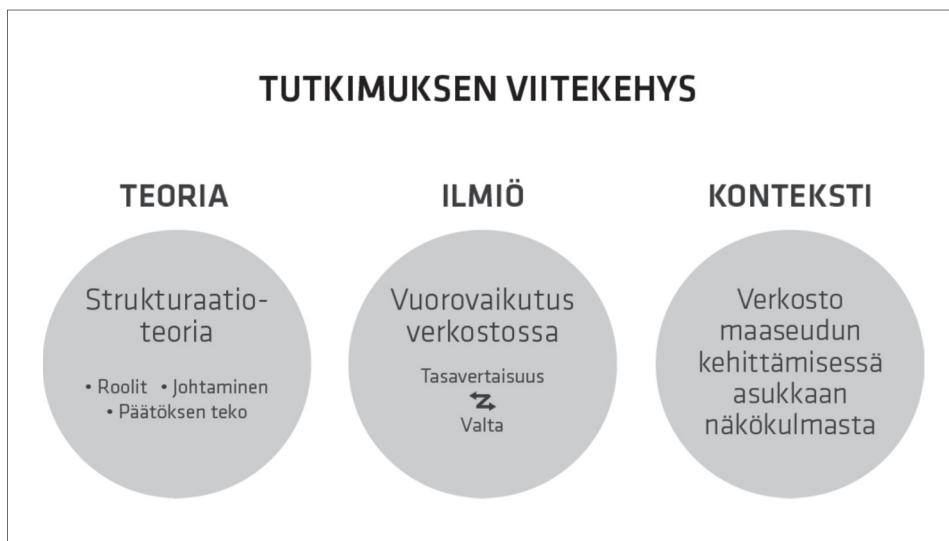 TUTKIMUKSEN VIITEKEHYS
TEORIA
Strukturaatio-
teoria
• Roolit • Johtaminen
• Päätöksen teko
ILMIÖ
Vuorovaikutus
verkostossa
Tasavertaisuus
Valta
KONTEKSTI
Verkosto
maaseudun
kehittämisessä
asukkaan
näkökulmasta